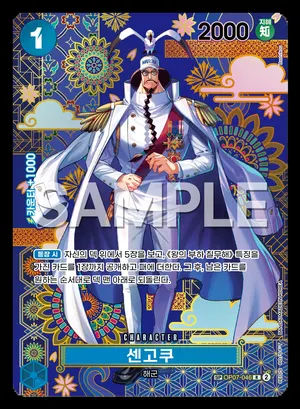 1
2000
지혜
知
카운터+1000
SAMPLE
등장 시 자신의 덱 위에서 5장을 보고, 《왕의 부하 칠무해》 특징을
가진 카드를 1장까지 공개하고 패에 더한다. 그 후, 남은 카드를
원하는 순서대로 덱 맨 아래로 되돌린다.
CHARACTER
센고쿠
해군
SP OP07-046 R 2